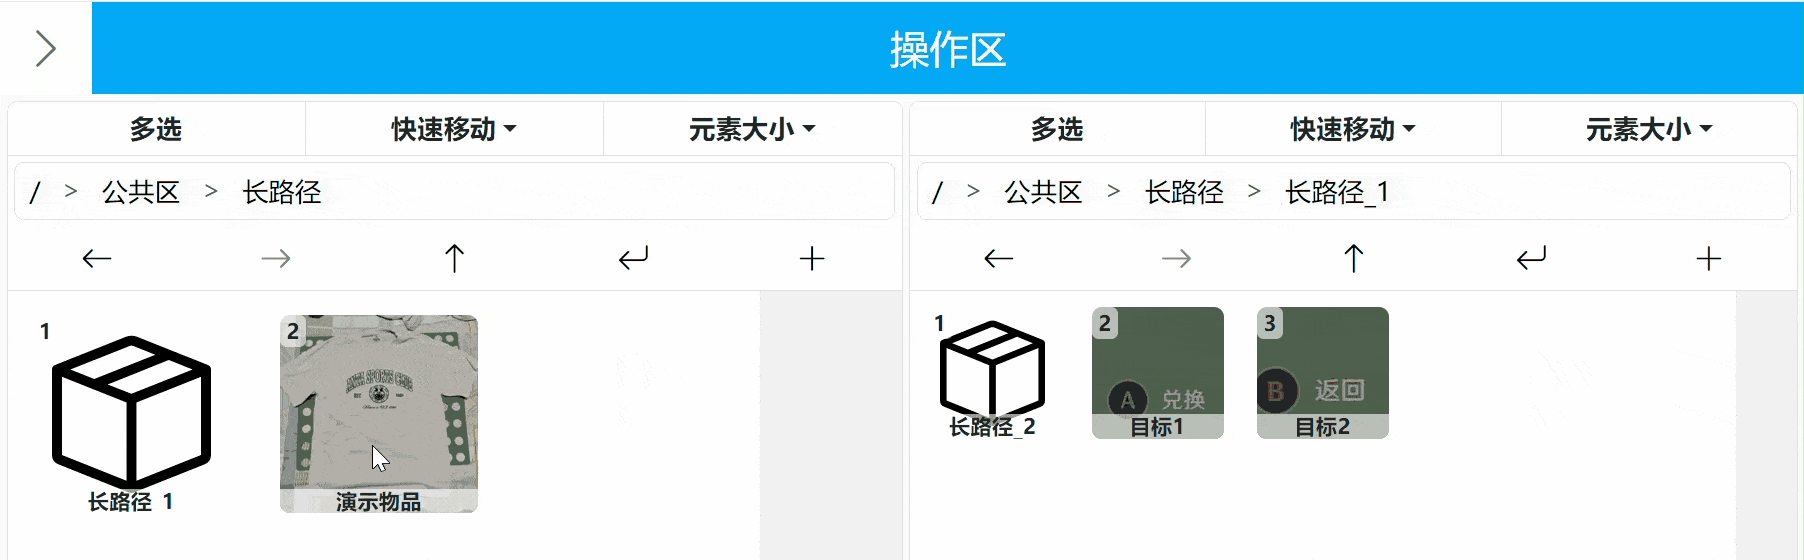 操作区
多选 快速移动 元素大小
/ > 公共区 > 长路径
1
长路径_1
2
演示物品
多选 快速移动 元素大小
/ > 公共区 > 长路径 > 长路径_1
1
长路径_2
2
A 兑换
目标1
3
B 返回
目标2